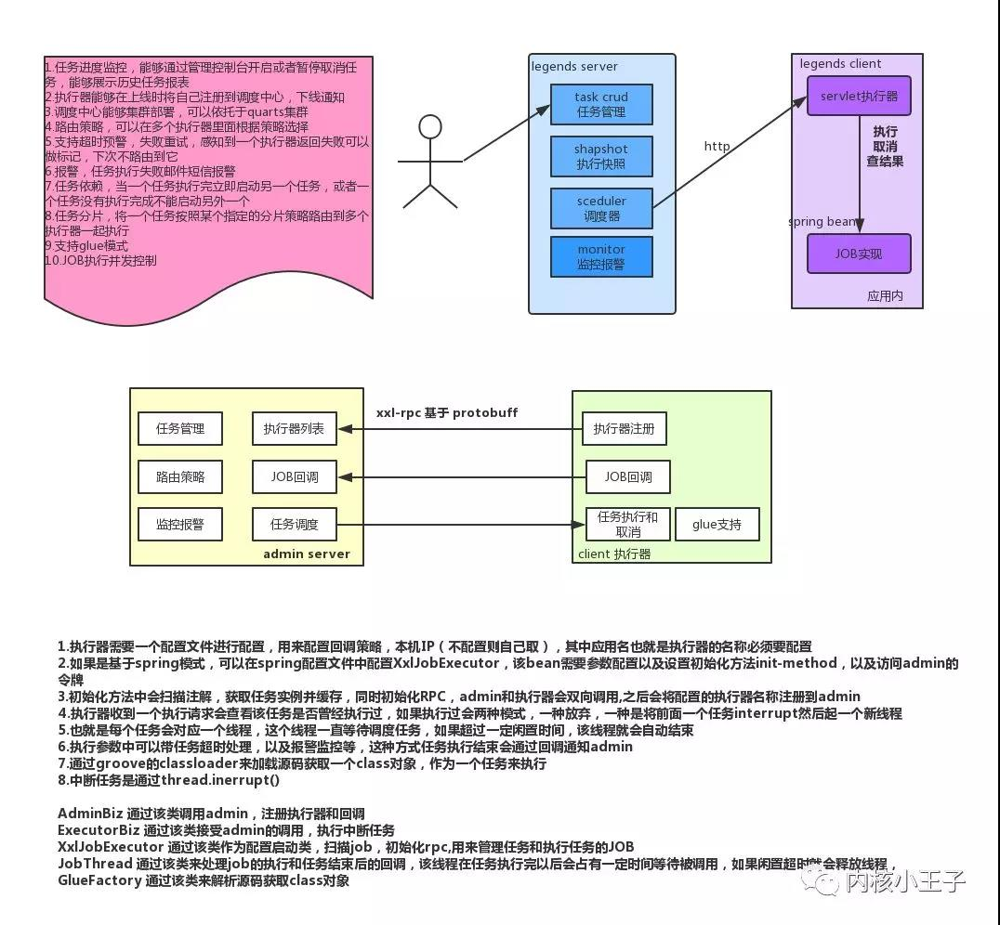 1.任务进度监控，能够通过管理控制台开启或者暂停取消任
务，能够展示历史任务报表
2.执行器能够在上线时将自己注册到调度中心，下线通知
3.调度中心能够集群部署，可以依托于quarts集群
4.路由策略，可以在多个执行器里面根据策略选择
5.支持超时预警，失败重试，感知到一个执行器返回失败可以
做标记，下次不路由到它
6.报警，任务执行失败邮件短信报警
7.任务依赖，当一个任务执行完立即启动另一个任务，或者一
个任务没有执行完成不能启动另外一个
8.任务分片，将一个任务按照某个指定的分片策略路由到多个
执行器一起执行
9.支持glue模式
10.JOB执行并发控制
legends server
task crud
任务管理
shapshot
执行快照
sceduler
调度器
monitor
监控报警
http
legends client
servlet执行器
执行
取消
查结果
spring bean
JOB实现
应用内
任务管理
执行器列表
路由策略
JOB回调
监控报警
任务调度
admin server
xxl-rpc 基于 protobuff
执行器注册
JOB回调
任务执行和
取消
glue支持
client 执行器
1.执行器需要一个配置文件进行配置，用来配置回调策略，本机IP（不配置则自己取），其中应用名也就是执行器的名称必须要配置
2.如果是基于spring模式，可以在spring配置文件中配置XxlJobExecutor，该bean需要参数配置以及设置初始化方法init-method，以及访问admin的
令牌
3.初始化方法中会扫描注解，获取任务实例并缓存，同时初始化RPC，admin和执行器会双向调用,之后会将配置的执行器名称注册到admin
4.执行器收到一个执行请求会查看该任务是否曾经执行过，如果执行过会两种模式，一种放弃，一种是将前面一个任务interrupt然后起一个新线程
5.也就是每个任务会对应一个线程，这个线程一直等待调度任务，如果超过一定闲置时间，该线程就会自动结束
6.执行参数中可以带任务超时处理，以及报警监控等，这种方式任务执行结束会通过回调通知admin
7.通过groove的classloader来加载源码获取一个class对象，作为一个任务来执行
8.中断任务是通过thread.inerrupt()
AdminBiz 通过该类调用admin，注册执行器和回调
ExecutorBiz 通过该类接受admin的调用，执行中断任务
XxlJobExecutor 通过该类作为配置启动类，扫描job，初始化rpc,用来管理任务和执行任务的JOB
JobThread 通过该类来处理job的执行和任务结束后的回调，该线程在任务执行完以后会占有一定时间等待被调用，如果闲置超时就会释放线程，
GlueFactory 通过该类来解析源码获取class对象
内核小王子